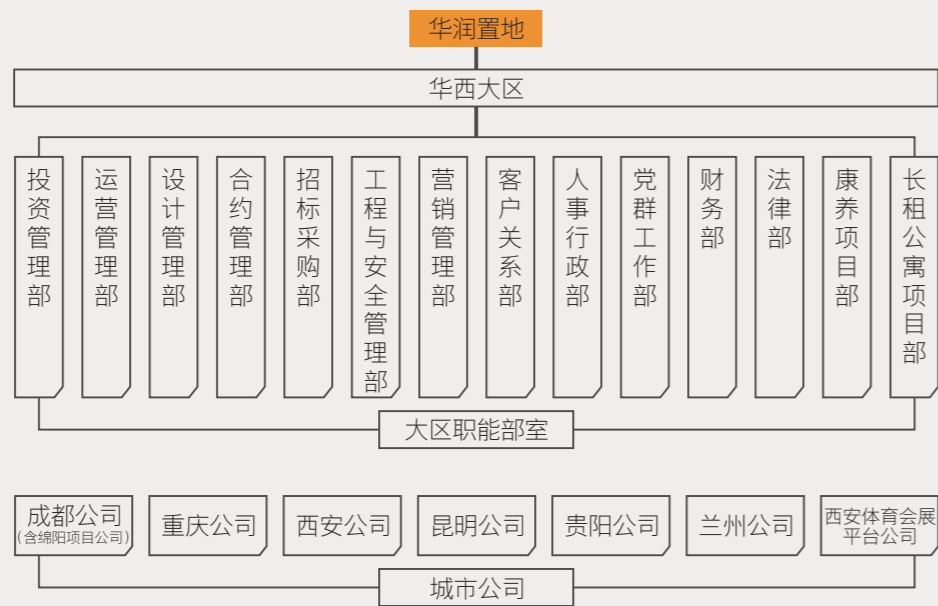 华润置地
华西大区
投资管理部
运营管理部
设计管理部
合约管理部
招标采购部
工程与安全管理部
营销管理部
客户关系部
人事行政部
党群工作部
财务部
法律部
康养项目部
长租公寓项目部
大区职能部室
成都公司
(含绵阳项目公司)
重庆公司
西安公司
昆明公司
贵阳公司
兰州公司
西安体育会展
平台公司
城市公司